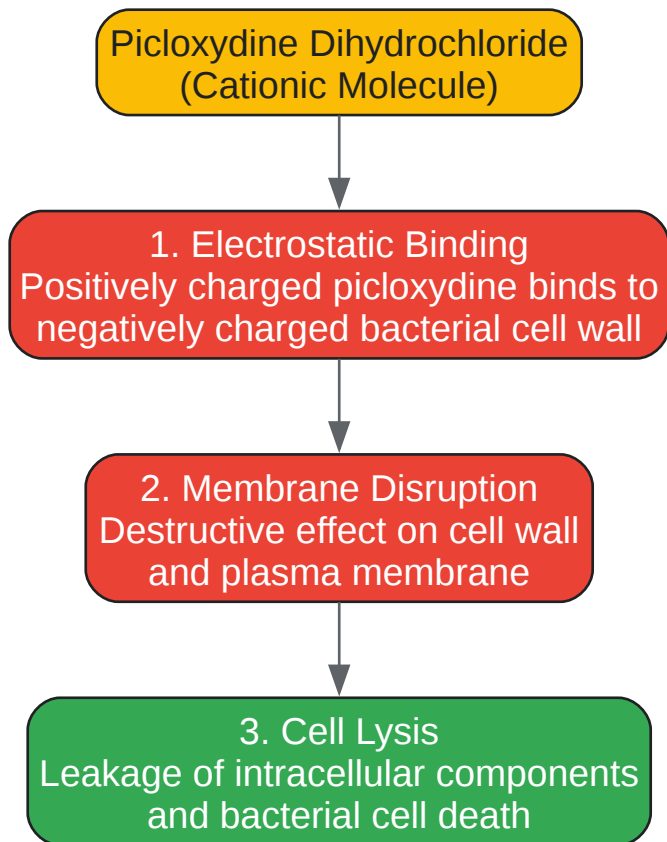 Picloxydine Dihydrochloride
(Cationic Molecule)
1. Electrostatic Binding
Positively charged picloxydine binds to
negatively charged bacterial cell wall
2. Membrane Disruption
Destructive effect on cell wall
and plasma membrane
3. Cell Lysis
Leakage of intracellular components
and bacterial cell death